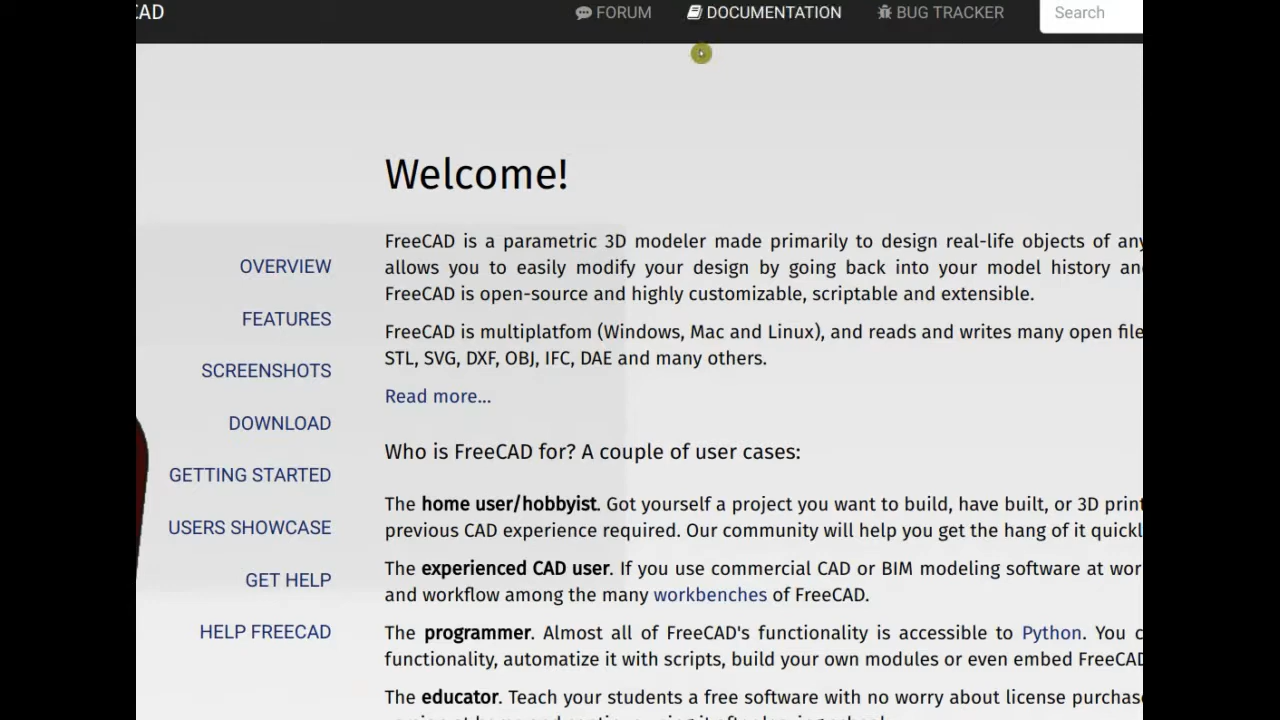 CAD
FORUM
DOCUMENTATION
BUG TRACKER
Search
Welcome!
OVERVIEW
FEATURES
SCREENSHOTS
DOWNLOAD
GETTING STARTED
USERS SHOWCASE
GET HELP
HELP FREECAD
FreeCAD is a parametric 3D modeler made primarily to design real-life objects of any
allows you to easily modify your design by going back into your model history an
FreeCAD is open-source and highly customizable, scriptable and extensible.
FreeCAD is multiplatfom (Windows, Mac and Linux), and reads and writes many open file
STL, SVG, DXF, OBJ, IFC, DAE and many others.
Read more...
Who is FreeCAD for? A couple of user cases:
The home user/hobbyist. Got yourself a project you want to build, have built, or 3D print
previous CAD experience required. Our community will help you get the hang of it quickl
The experienced CAD user. If you use commercial CAD or BIM modeling software at wor
and workflow among the many workbenches of FreeCAD.
The programmer. Almost all of FreeCAD's functionality is accessible to Python. You c
functionality, automatize it with scripts, build your own modules or even embed FreeCAD
The educator. Teach your students a free software with no worry about license purchase